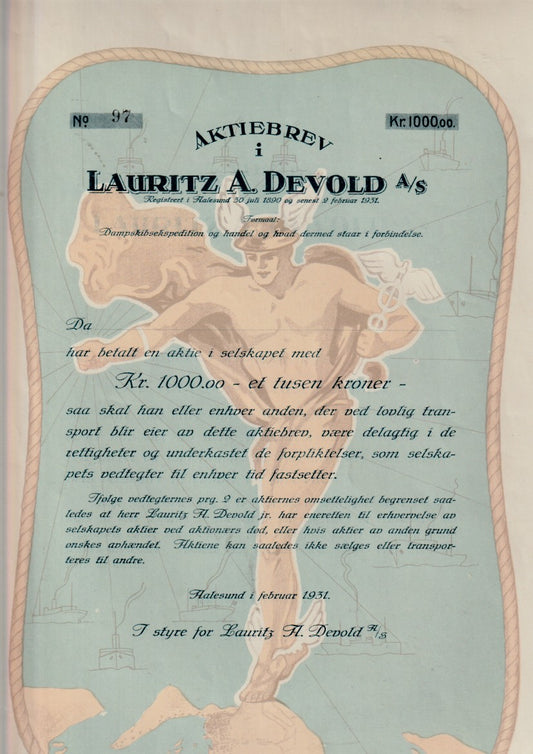 No 97
Kr. 1000,00.
AKTIEBREV
i
LAURITZ A. DEVOLD A/S
Registrert i Aalesund 30 juli 1890 og senest 2 februar 1931.
Formaal:
Dampskibsekspedition og handel og hvad dermed staar i forbindelse.
Da
har betalt en aktie i selskapet med
Kr. 1000.00 - et tusen kroner -
saa skal han eller enhver anden, der ved lovlig tran-
sport blir eier av dette aktiebrev, være delagtig i de
rettigheter og underkastet de forpliktelser, som selska-
pets vedtegter til enhver tid fastsetter.
Ifølge vedtegternes prg. 2 er aktiernes omsettelighet begrenset saa-
ledes at herr Lauritz A. Devold jr. har eneretten til erhvervelse av
selskapets aktier ved aktionærs død, eller hvis aktier av anden grund
ønskes avhændet. Aktiene kan saaledes ikke sælges eller transpor-
teres til andre.
Aalesund i februar 1931.
I styre for Lauritz A. Devold A/S